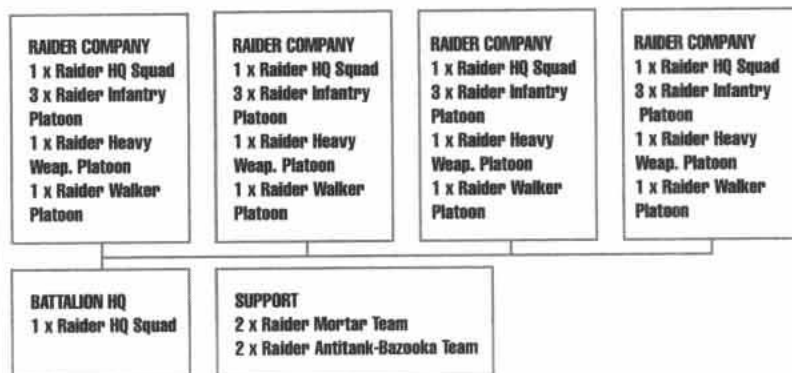 RAIDER COMPANY
1 x Raider HQ Squad
3 x Raider Infantry
Platoon
1 x Raider Heavy
Weap. Platoon
1 x Raider Walker
Platoon
RAIDER COMPANY
1 x Raider HQ Squad
3 x Raider Infantry
Platoon
1 x Raider Heavy
Weap. Platoon
1 x Raider Walker
Platoon
RAIDER COMPANY
1 x Raider HQ Squad
3 x Raider Infantry
Platoon
1 x Raider Heavy
Weap. Platoon
1 x Raider Walker
Platoon
RAIDER COMPANY
1 x Raider HQ Squad
3 x Raider Infantry
Platoon
1 x Raider Heavy
Weap. Platoon
1 x Raider Walker
Platoon
BATTALION HQ
1 x Raider HQ Squad
SUPPORT
2 x Raider Mortar Team
2 x Raider Antitank-Bazooka Team